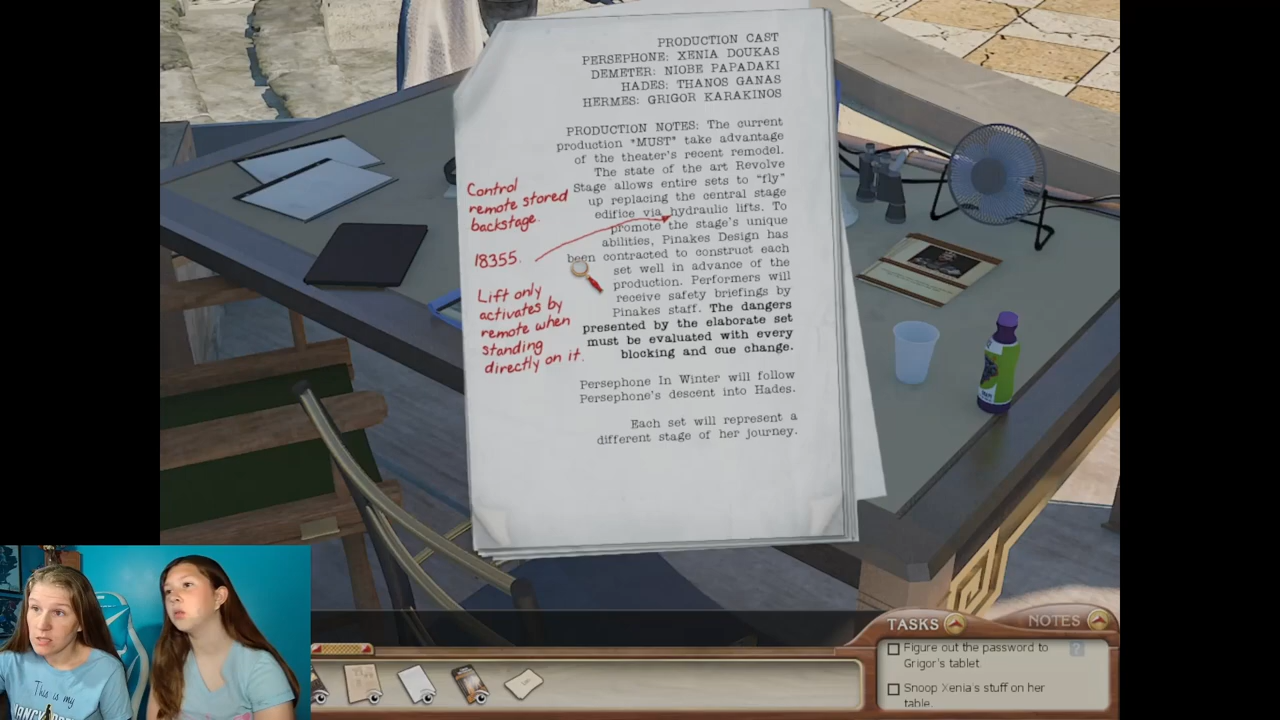 PRODUCTION CAST
PERSEPHONE: XENIA DOUKAS
DEMETER: NIOBE PAPADAKI
HADES: THANOS GANAS
HERMES: GRIGOR KARAKINOS
PRODUCTION NOTES: The current
production *MUST* take advantage
of the theater's recent remodel.
The state of the art Revolve
Stage allows entire sets to "fly"
up replacing the central stage
edifice via hydraulic lifts. To
promote the stage's unique
abilities, Pinakes Design has
been contracted to construct each
set well in advance of the
production. Performers will
receive safety briefings by
Pinakes staff. The dangers
presented by the elaborate set
must be evaluated with every
blocking and cue change.
Persephone In Winter will follow
Persephone's descent into Hades.
Each set will represent a
different stage of her journey.
Control
remote stored
backstage.
18355.
Lift only
activates by
remote when
standing
directly on it.
TASKS
NOTES
Figure out the password to
Grigor's tablet.
?
Snoop Xenia's stuff on her
table.
This is my